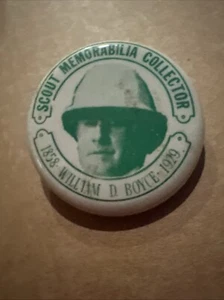 SCOUT MEMORABILIA COLLECTOR
1858-WILLIAM D. BOYCE-1929